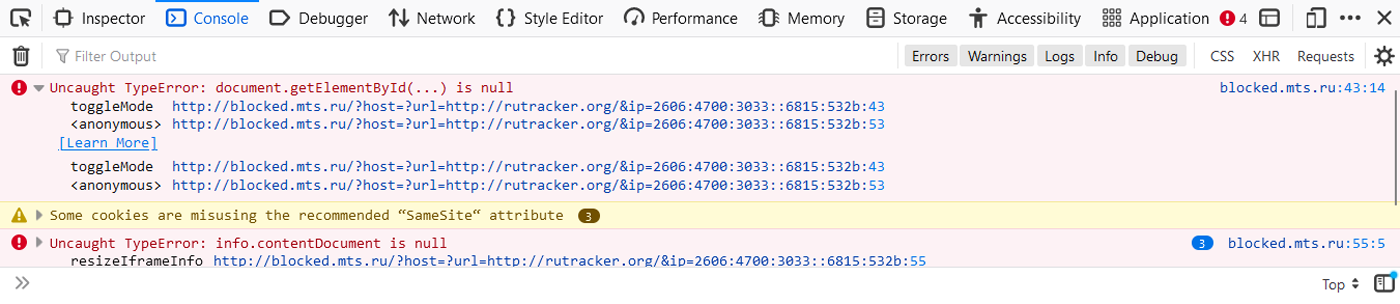 Inspector Console Debugger Network Style Editor Performance Memory Storage Accessibility Application 4
Filter Output Errors Warnings Logs Info Debug CSS XHR Requests
Uncaught TypeError: document.getElementById(...) is null blocked.mts.ru:43:14
toggleMode http://blocked.mts.ru/?host=?url=http://rutracker.org/&ip=2606:4700:3033::6815:532b:43
<anonymous> http://blocked.mts.ru/?host=?url=http://rutracker.org/&ip=2606:4700:3033::6815:532b:53
[Learn More]
toggleMode http://blocked.mts.ru/?host=?url=http://rutracker.org/&ip=2606:4700:3033::6815:532b:43
<anonymous> http://blocked.mts.ru/?host=?url=http://rutracker.org/&ip=2606:4700:3033::6815:532b:53
Some cookies are misusing the recommended “SameSite“ attribute 3
Uncaught TypeError: info.contentDocument is null 3 blocked.mts.ru:55:5
resizeIframeInfo http://blocked.mts.ru/?host=?url=http://rutracker.org/&ip=2606:4700:3033::6815:532b:55
Top